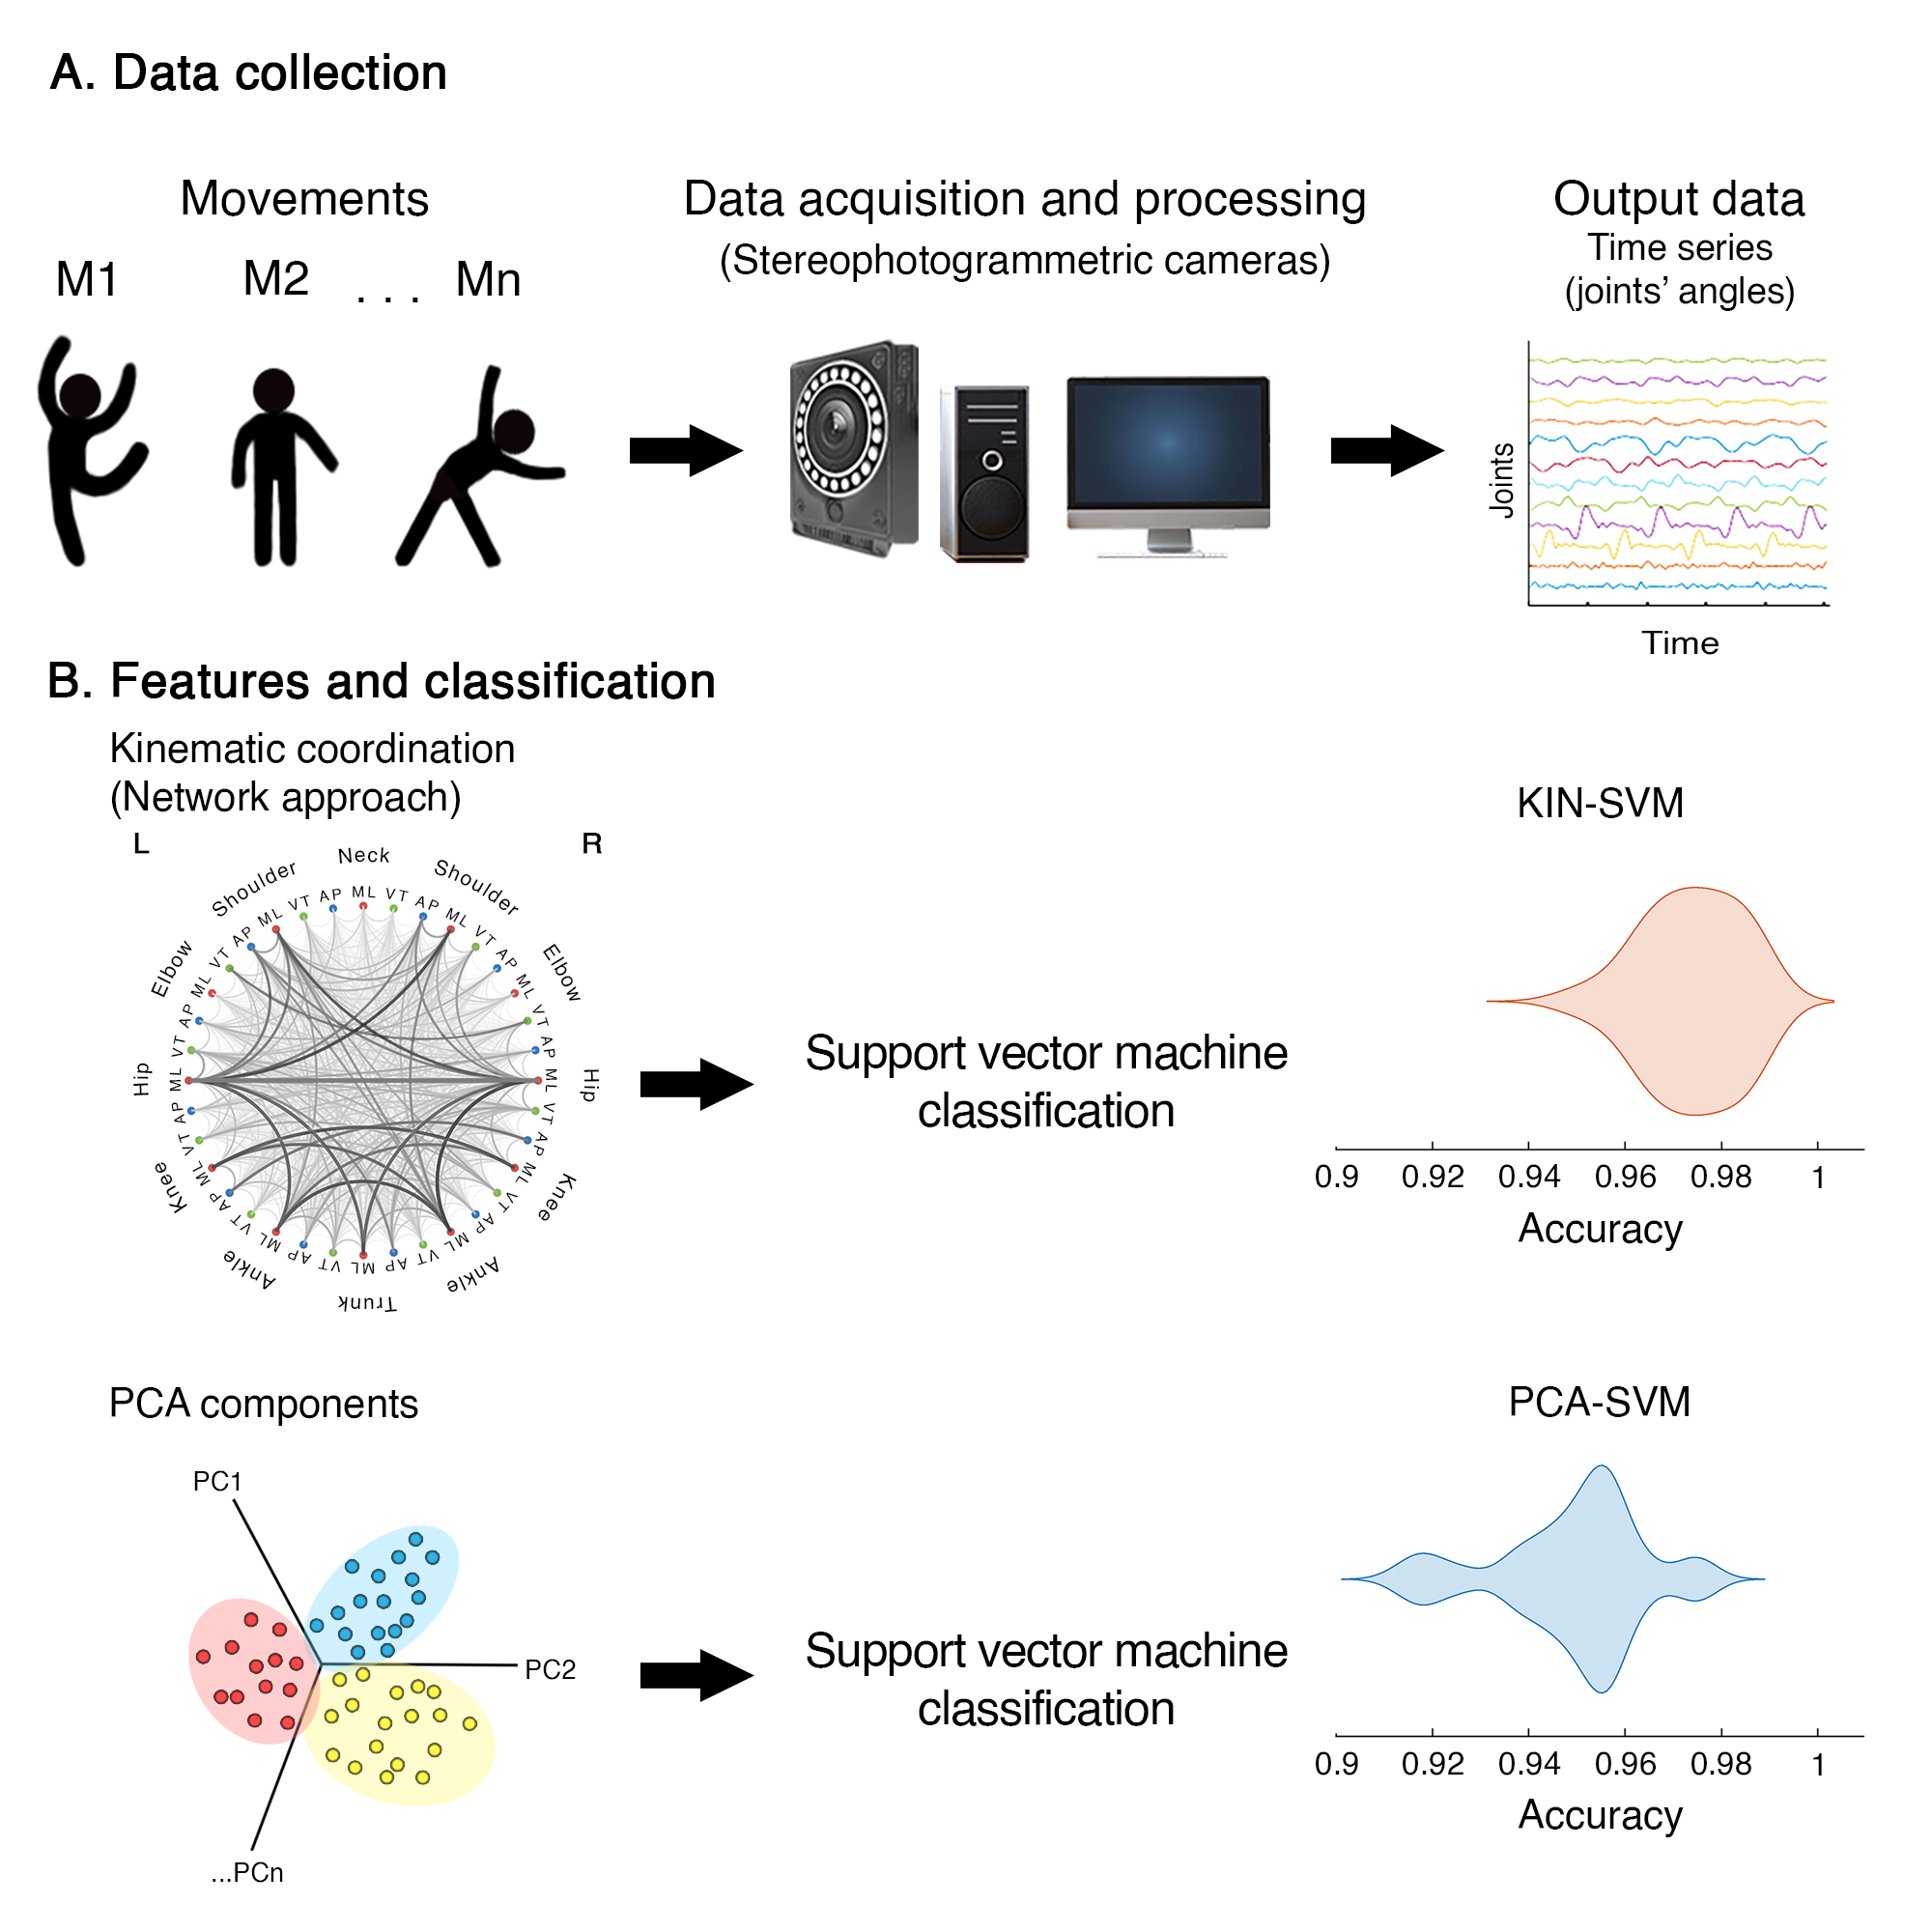 A. Data collection
Movements
M1 M2 . . . Mn
Data acquisition and processing
(Stereophotogrammetric cameras)
Output data
Time series
(joints’ angles)
Joints
Time
B. Features and classification
Kinematic coordination
(Network approach)
L
R
Neck
Shoulder
Elbow
Hip
Knee
Ankle
Trunk
Ankle
Knee
Hip
Elbow
Shoulder
ML
VT
AP
ML
VT
AP
ML
VT
AP
ML
VT
AP
ML
VT
AP
ML
VT
AP
ML
VT
AP
ML
VT
AP
ML
VT
AP
ML
VT
AP
ML
VT
AP
ML
VT
AP
Support vector machine
classification
KIN-SVM
0.9 0.92 0.94 0.96 0.98 1
Accuracy
PCA components
PC1
PC2
...PCn
Support vector machine
classification
PCA-SVM
0.9 0.92 0.94 0.96 0.98 1
Accuracy